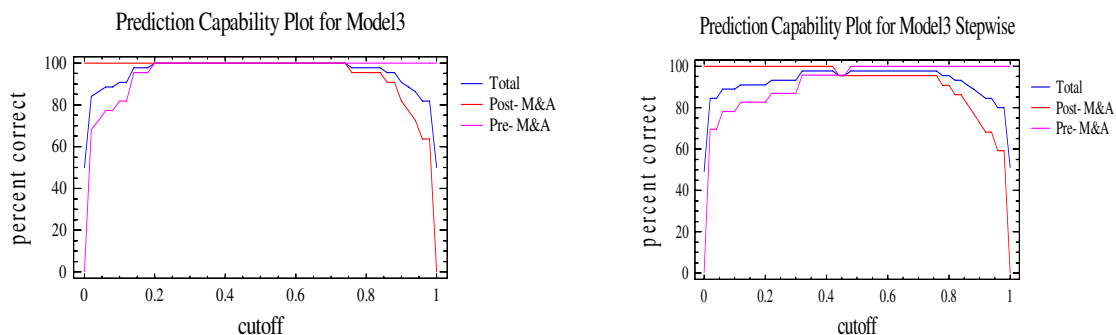 Prediction Capability Plot for Model3
percent correct
100
80
60
40
20
0
0 0.2 0.4 0.6 0.8 1
cutoff
Total
Post- M&A
Pre- M&A
Prediction Capability Plot for Model3 Stepwise
percent correct
100
80
60
40
20
0
0 0.2 0.4 0.6 0.8 1
cutoff
Total
Post- M&A
Pre- M&A